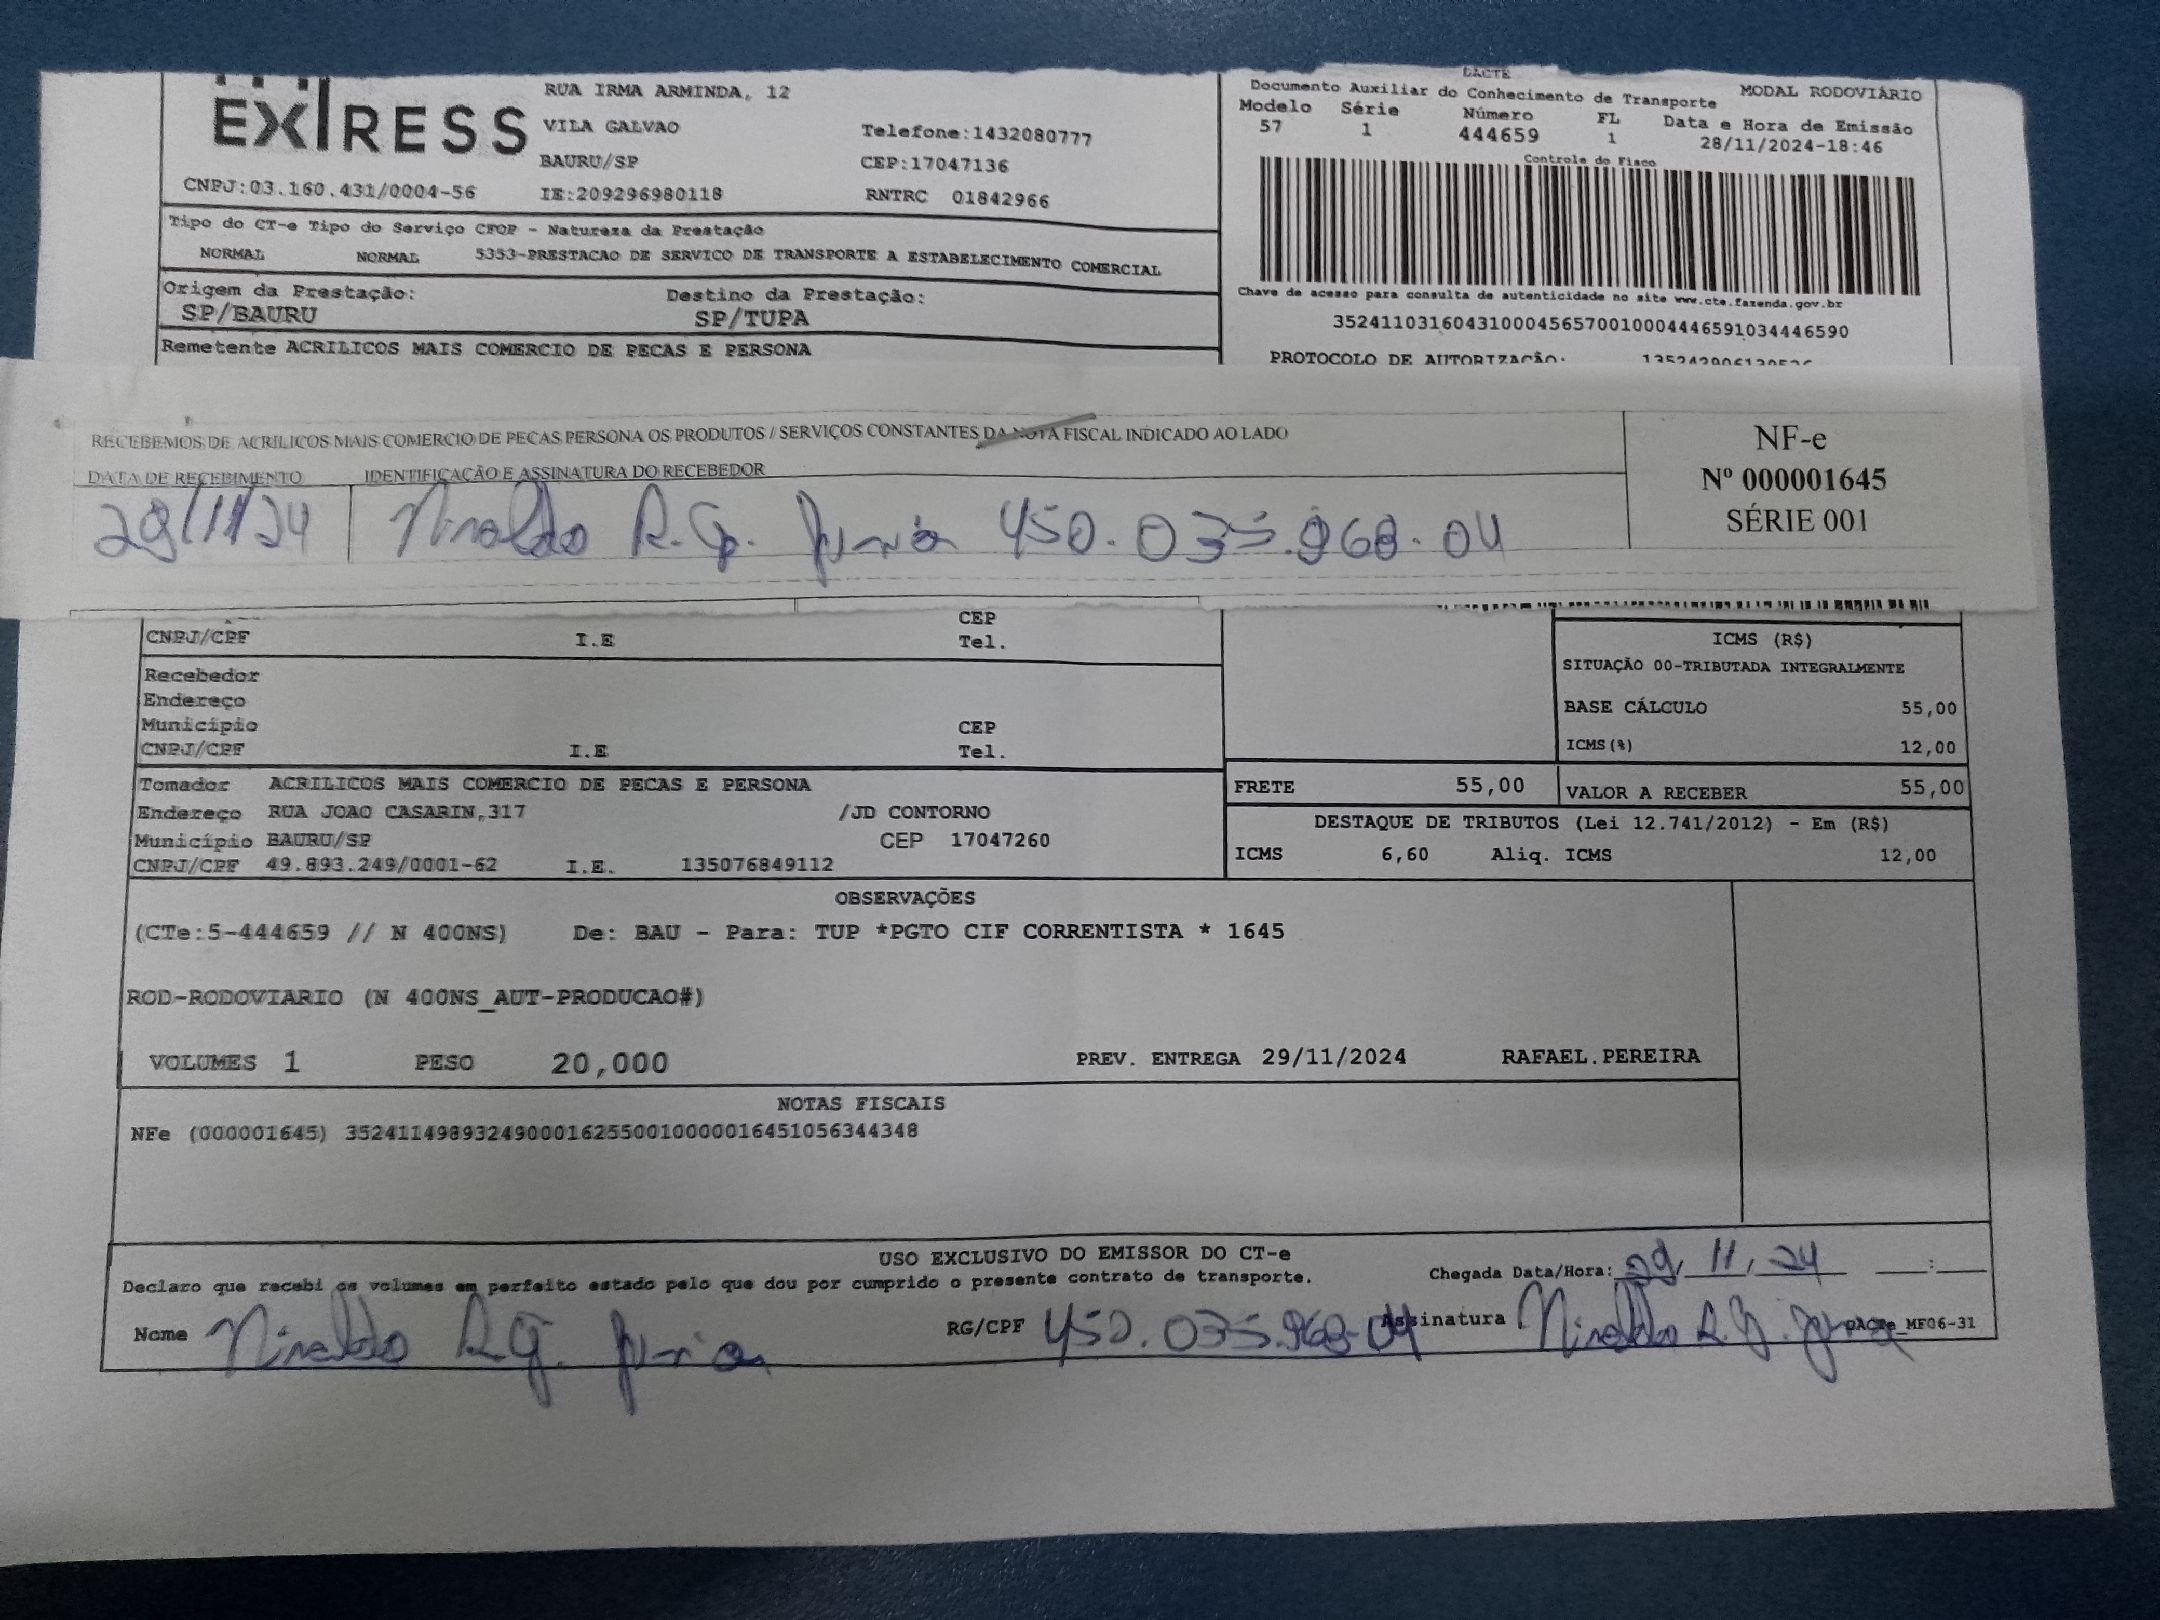 EXPRESS
RUA IRMA ARMINDA, 12
VILA GALVAO
Telefone:1432080777
BAURU/SP
CEP:17047136
CNPJ:03.160.431/0004-56
IE:209296980118
RNTRC 01842966
DACTE
Documento Auxiliar do Conhecimento de Transporte
MODAL RODOVIÁRIO
Modelo Série Número FL Data e Hora de Emissão
57 1 444659 1 28/11/2024-18:46
Controle do Fisco
Tipo do CT-e Tipo do Serviço CFOP - Natureza da Prestação
NORMAL NORMAL 5353-PRESTACAO DE SERVICO DE TRANSPORTE A ESTABELECIMENTO COMERCIAL
Origem da Prestação: Destino da Prestação:
SP/BAURU SP/TUPA
Chave de acesso para consulta de autenticidade no site www.cte.fazenda.gov.br
35241103160431000456570010004446591034446590
Remetente ACRILICOS MAIS COMERCIO DE PECAS E PERSONA
PROTOCOLO DE AUTORIZAÇÃO:
RECEBEMOS DE ACRILICOS MAIS COMERCIO DE PECAS PERSONA OS PRODUTOS / SERVIÇOS CONSTANTES DA NOTA FISCAL INDICADO AO LADO
DATA DE RECEBIMENTO IDENTIFICAÇÃO E ASSINATURA DO RECEBEDOR
29/11/24 R.G. 450.035.968.04
NF-e
Nº 000001645
SÉRIE 001
CEP
CNPJ/CPF I.E Tel.
Recebedor
Endereço
Município CEP
CNPJ/CPF I.E Tel.
ICMS (R$)
SITUAÇÃO 00-TRIBUTADA INTEGRALMENTE
BASE CÁLCULO 55,00
ICMS(%) 12,00
Tomador ACRILICOS MAIS COMERCIO DE PECAS E PERSONA
Endereço RUA JOAO CASARIN,317 /JD CONTORNO
Município BAURU/SP CEP 17047260
CNPJ/CPF 49.893.249/0001-62 I.E. 135076849112
FRETE 55,00 VALOR A RECEBER 55,00
DESTAQUE DE TRIBUTOS (Lei 12.741/2012) - Em (R$)
ICMS 6,60 Aliq. ICMS 12,00
OBSERVAÇÕES
(CTe:5-444659 // N 400NS) De: BAU - Para: TUP *PGTO CIF CORRENTISTA * 1645
ROD-RODOVIARIO (N 400NS_AUT-PRODUCAO#)
VOLUMES 1 PESO 20,000 PREV. ENTREGA 29/11/2024 RAFAEL.PEREIRA
NOTAS FISCAIS
NFe (000001645) 35241149893249000162550010000016451056344348
USO EXCLUSIVO DO EMISSOR DO CT-e
Declaro que recebi os volumes em perfeito estado pelo que dou por cumprido o presente contrato de transporte.
Chegada Data/Hora: 29/ 11/ 24 :
Nome R.G. RG/CPF 450.035.968-04 Assinatura R.G. DACTe_MF06-31